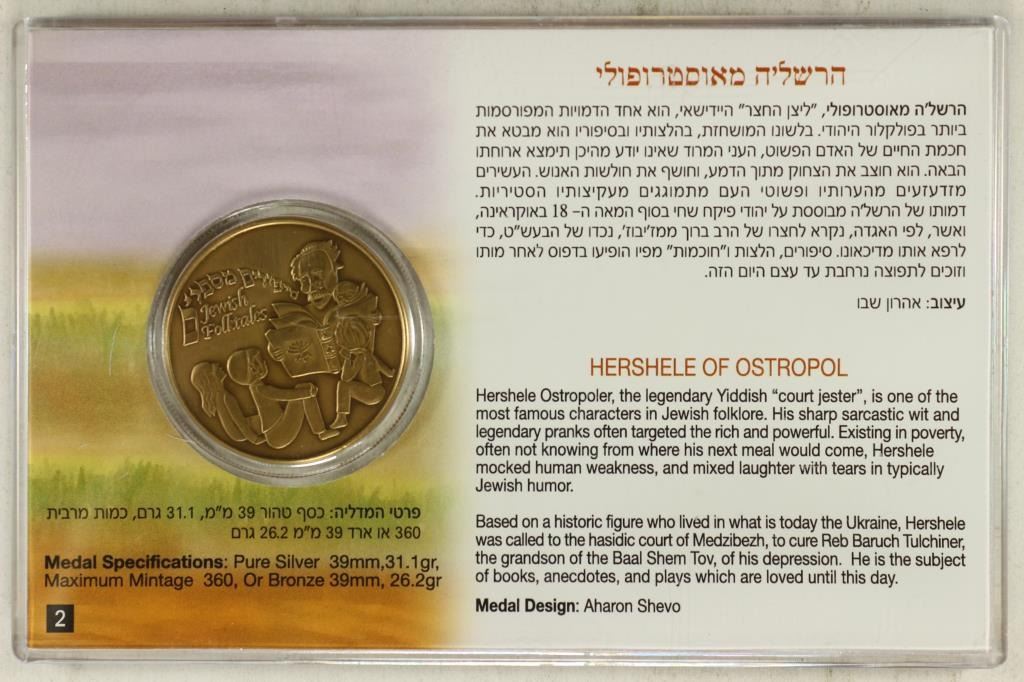 הרשל׳ה מאוסטרופולי
הרשל׳ה מאוסטרופולי, ״ליצן החצר״ היידישאי, הוא אחד הדמויות המפורסמות
ביותר בפולקלור היהודי. בלשונו המושחזת, בהלצותיו ובסיפוריו הוא מבטא את
חכמת החיים של האדם הפשוט, העני המרוד שאינו יודע מהיכן תימצא ארוחתו
הבאה. הוא חוצב את הצחוק מתוך הדמע, וחושף את חולשות האנוש. העשירים
מזדעזעים מהערותיו ופשוטי העם מתמוגגים מעקיצותיו הסטיריות.
דמותו של הרשל׳ה מבוססת על יהודי פיקח שחי בסוף המאה ה- 18 באוקראינה,
ואשר, לפי האגדה, נקרא לחצרו של הרב ברוך ממז׳יבוז׳, נכדו של הבעש״ט, כדי
לרפא אותו מדיכאונו. סיפורים, הלצות ו״חוכמות״ מפיו הופיעו בדפוס לאחר מותו
וזוכים לתפוצה נרחבת עד עצם היום הזה.
עיצוב: אהרון שבו
HERSHELE OF OSTROPOL
Hershele Ostropoler, the legendary Yiddish “court jester”, is one of the
most famous characters in Jewish folklore. His sharp sarcastic wit and
legendary pranks often targeted the rich and powerful. Existing in poverty,
often not knowing from where his next meal would come, Hershele
mocked human weakness, and mixed laughter with tears in typically
Jewish humor.
Based on a historic figure who lived in what is today the Ukraine, Hershele
was called to the hasidic court of Medzibezh, to cure Reb Baruch Tulchiner,
the grandson of the Baal Shem Tov, of his depression. He is the subject
of books, anecdotes, and plays which are loved until this day.
Medal Design: Aharon Shevo
Jewish
Folktales
פרטי המדליה: כסף טהור 39 מ״מ, 31.1 גרם, כמות מרבית
360 או ארד 39 מ״מ 26.2 גרם
Medal Specifications: Pure Silver 39mm,31.1gr,
Maximum Mintage 360, Or Bronze 39mm, 26.2gr
2